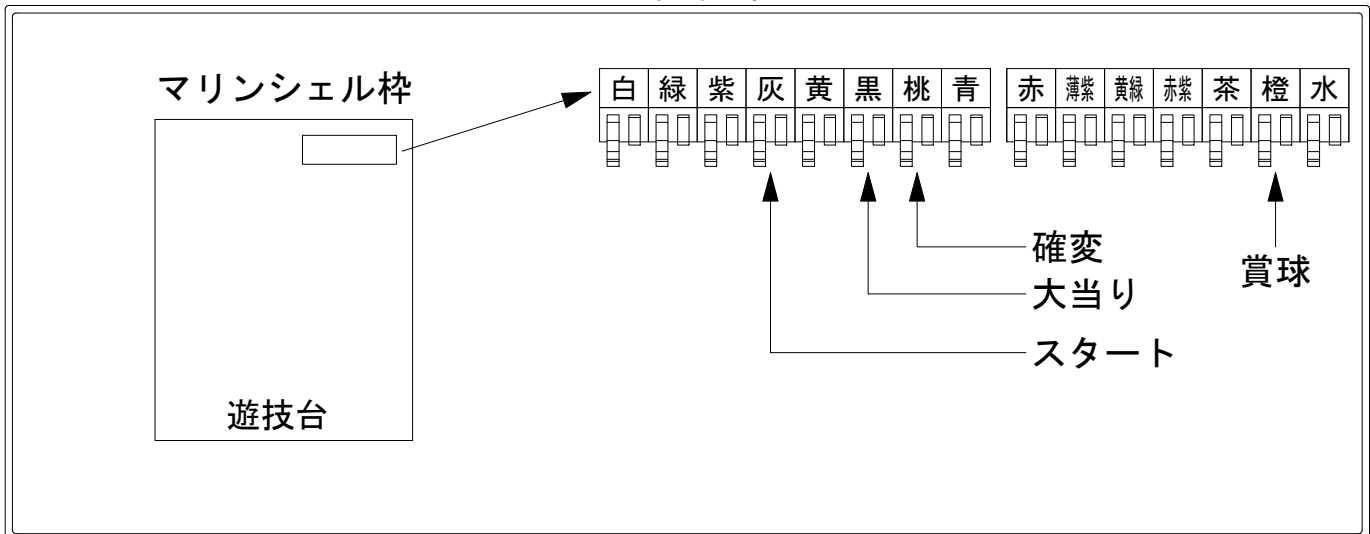 マリンシェル枠
白 緑 紫 灰 黄 黒 桃 青 赤 薄紫 黄緑 赤紫 茶 橙 水
確変
大当り
スタート
賞球
遊技台